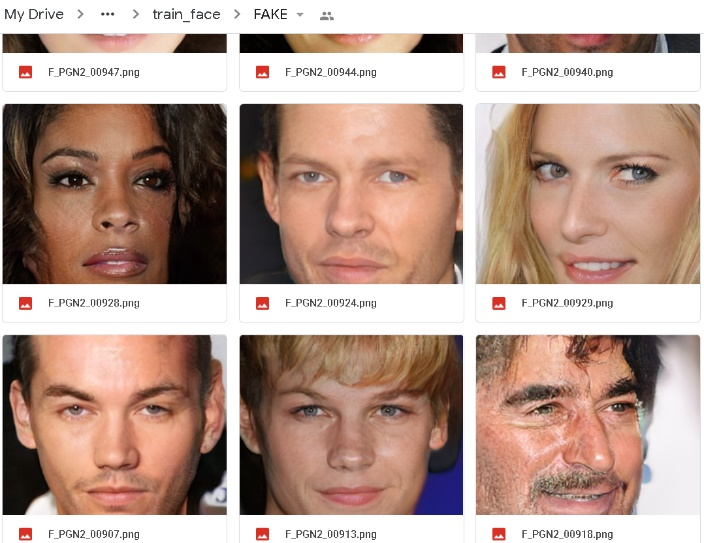 My Drive > ... > train_face > FAKE
F_PGN2_00947.png
F_PGN2_00944.png
F_PGN2_00940.png
F_PGN2_00928.png
F_PGN2_00924.png
F_PGN2_00929.png
F_PGN2_00907.png
F_PGN2_00913.png
F_PGN2_00918.png